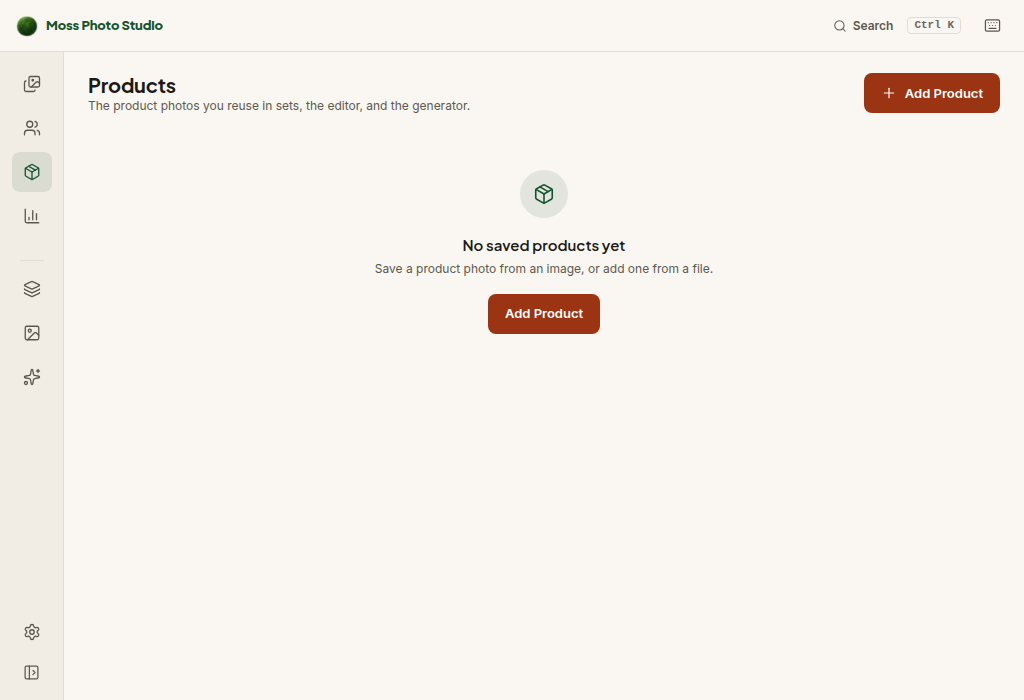 Moss Photo Studio
Search Ctrl K
Products
The product photos you reuse in sets, the editor, and the generator.
Add Product
No saved products yet
Save a product photo from an image, or add one from a file.
Add Product